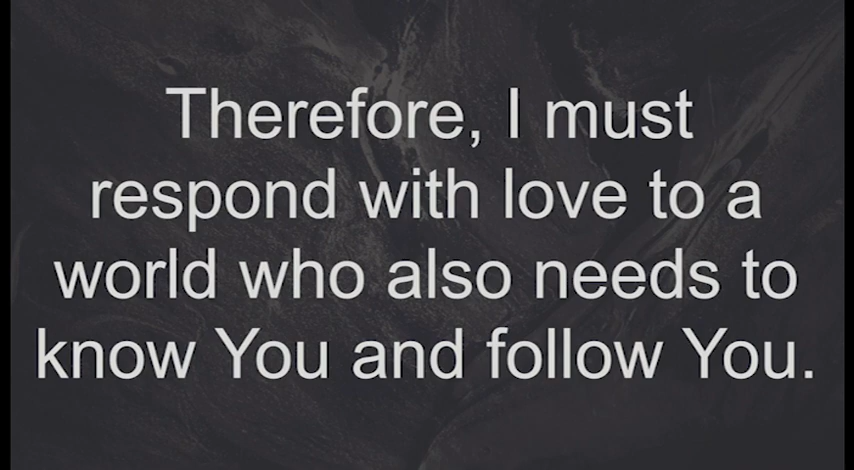 Therefore, I must
respond with love to a
world who also needs to
know You and follow You.